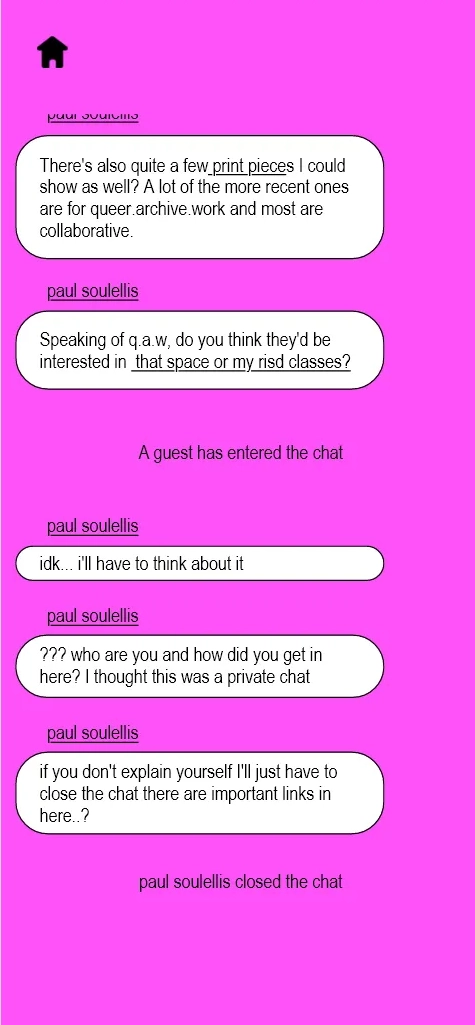 paul soulellis
There's also quite a few print pieces I could
show as well? A lot of the more recent ones
are for queer.archive.work and most are
collaborative.
paul soulellis
Speaking of q.a.w, do you think they'd be
interested in that space or my risd classes?
A guest has entered the chat
paul soulellis
idk... i'll have to think about it
paul soulellis
??? who are you and how did you get in
here? I thought this was a private chat
paul soulellis
if you don't explain yourself I'll just have to
close the chat there are important links in
here..?
paul soulellis closed the chat